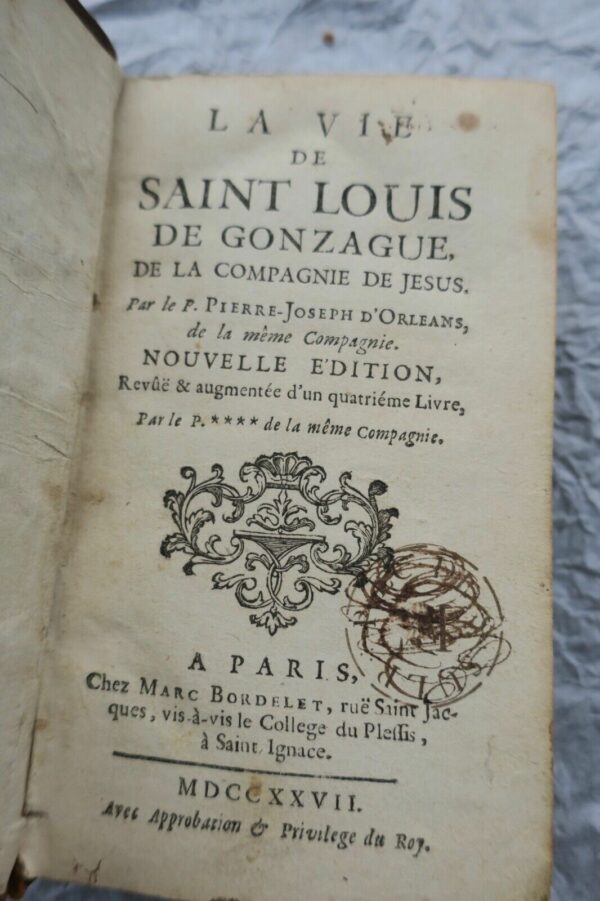 LA VIE
DE
SAINT LOUIS
DE GONZAGUE,
DE LA COMPAGNIE DE JESUS.
Par le P. PIERRE-JOSEPH D'ORLEANS,
de la même Compagnie.
NOUVELLE E'DITION,
Revûë & augmentée d'un quatriéme Livre,
Par le P. **** de la même Compagnie.
A PARIS,
Chez MARC BORDELET, ruë Saint Jac-
ques, vis-à-vis le College du Plessis,
à Saint Ignace.
MDCCXXVII.
Avec Approbation & Privilege du Roy.